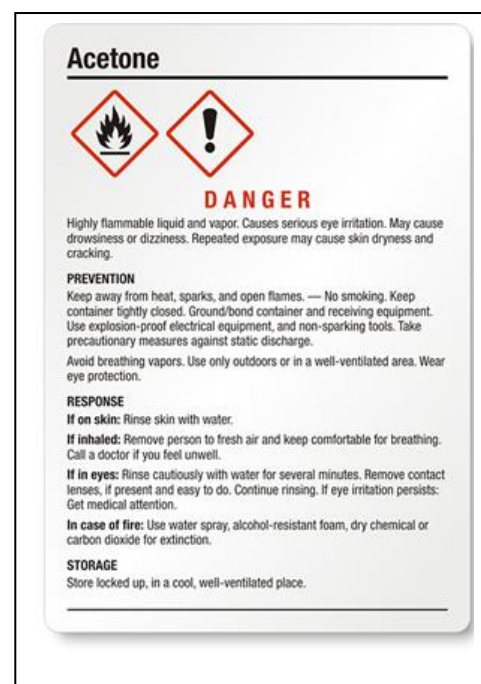 Acetone
DANGER
Highly flammable liquid and vapor. Causes serious eye irritation. May cause
drowsiness or dizziness. Repeated exposure may cause skin dryness and
cracking.
PREVENTION
Keep away from heat, sparks, and open flames. — No smoking. Keep
container tightly closed. Ground/bond container and receiving equipment.
Use explosion-proof electrical equipment, and non-sparking tools. Take
precautionary measures against static discharge.
Avoid breathing vapors. Use only outdoors or in a well-ventilated area. Wear
eye protection.
RESPONSE
If on skin: Rinse skin with water.
If inhaled: Remove person to fresh air and keep comfortable for breathing.
Call a doctor if you feel unwell.
If in eyes: Rinse cautiously with water for several minutes. Remove contact
lenses, if present and easy to do. Continue rinsing. If eye irritation persists:
Get medical attention.
In case of fire: Use water spray, alcohol-resistant foam, dry chemical or
carbon dioxide for extinction.
STORAGE
Store locked up, in a cool, well-ventilated place.